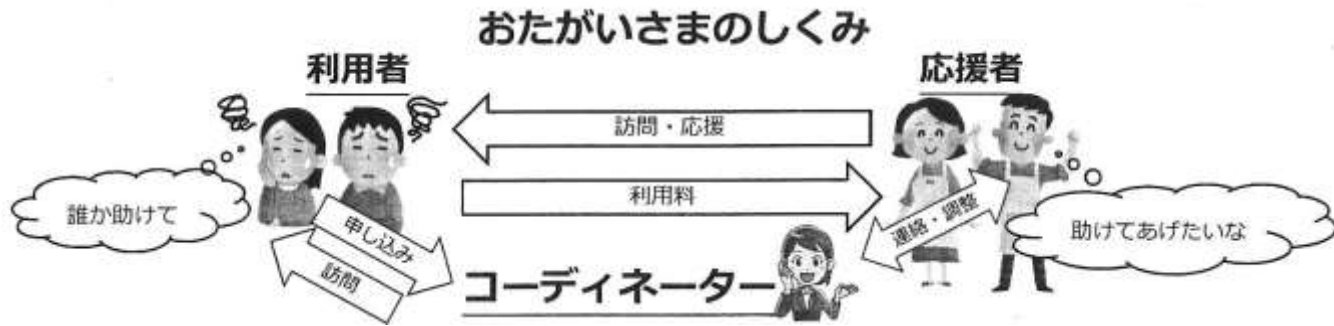 おたがいさまのしくみ
利用者
応援者
訪問・応援
利用料
誰か助けて
助けてあげたいな
申し込み
訪問
連絡・調整
コーディネーター